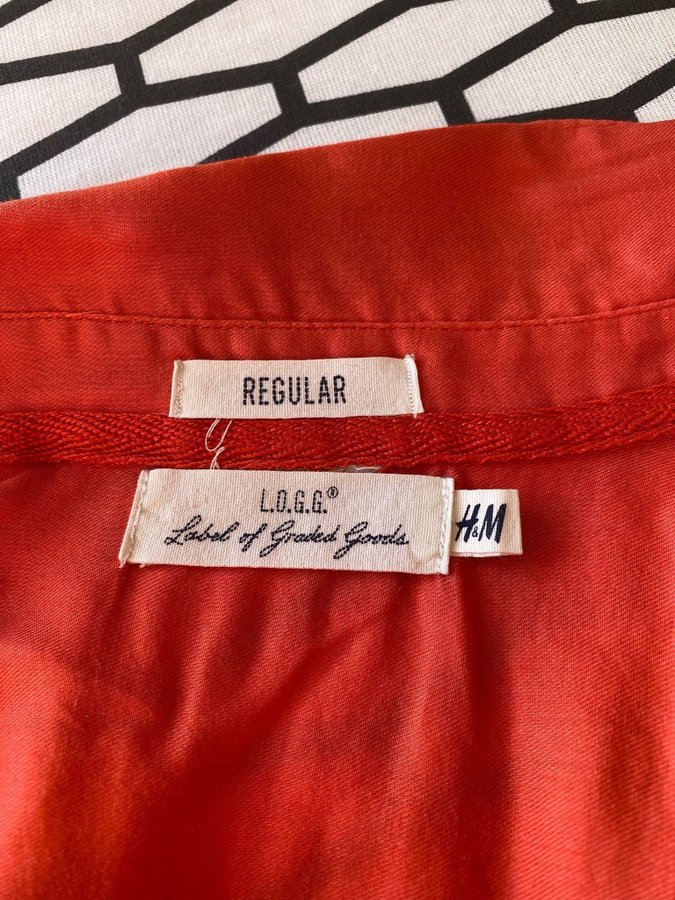 REGULAR
L.O.G.G.®
Label of Graded Goods
H&M